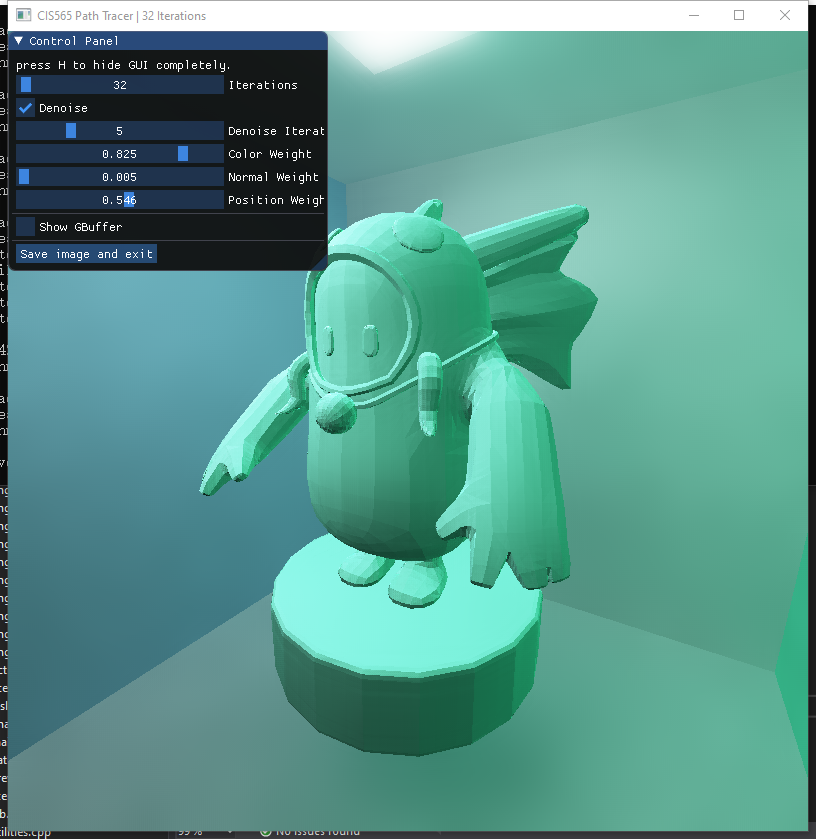 CIS565 Path Tracer | 32 Iterations
Control Panel
press H to hide GUI completely.
32 Iterations
Denoise
5 Denoise Iterat
0.825 Color Weight
0.005 Normal Weight
0.546 Position Weigh
Show GBuffer
Save image and exit
99% No issues found